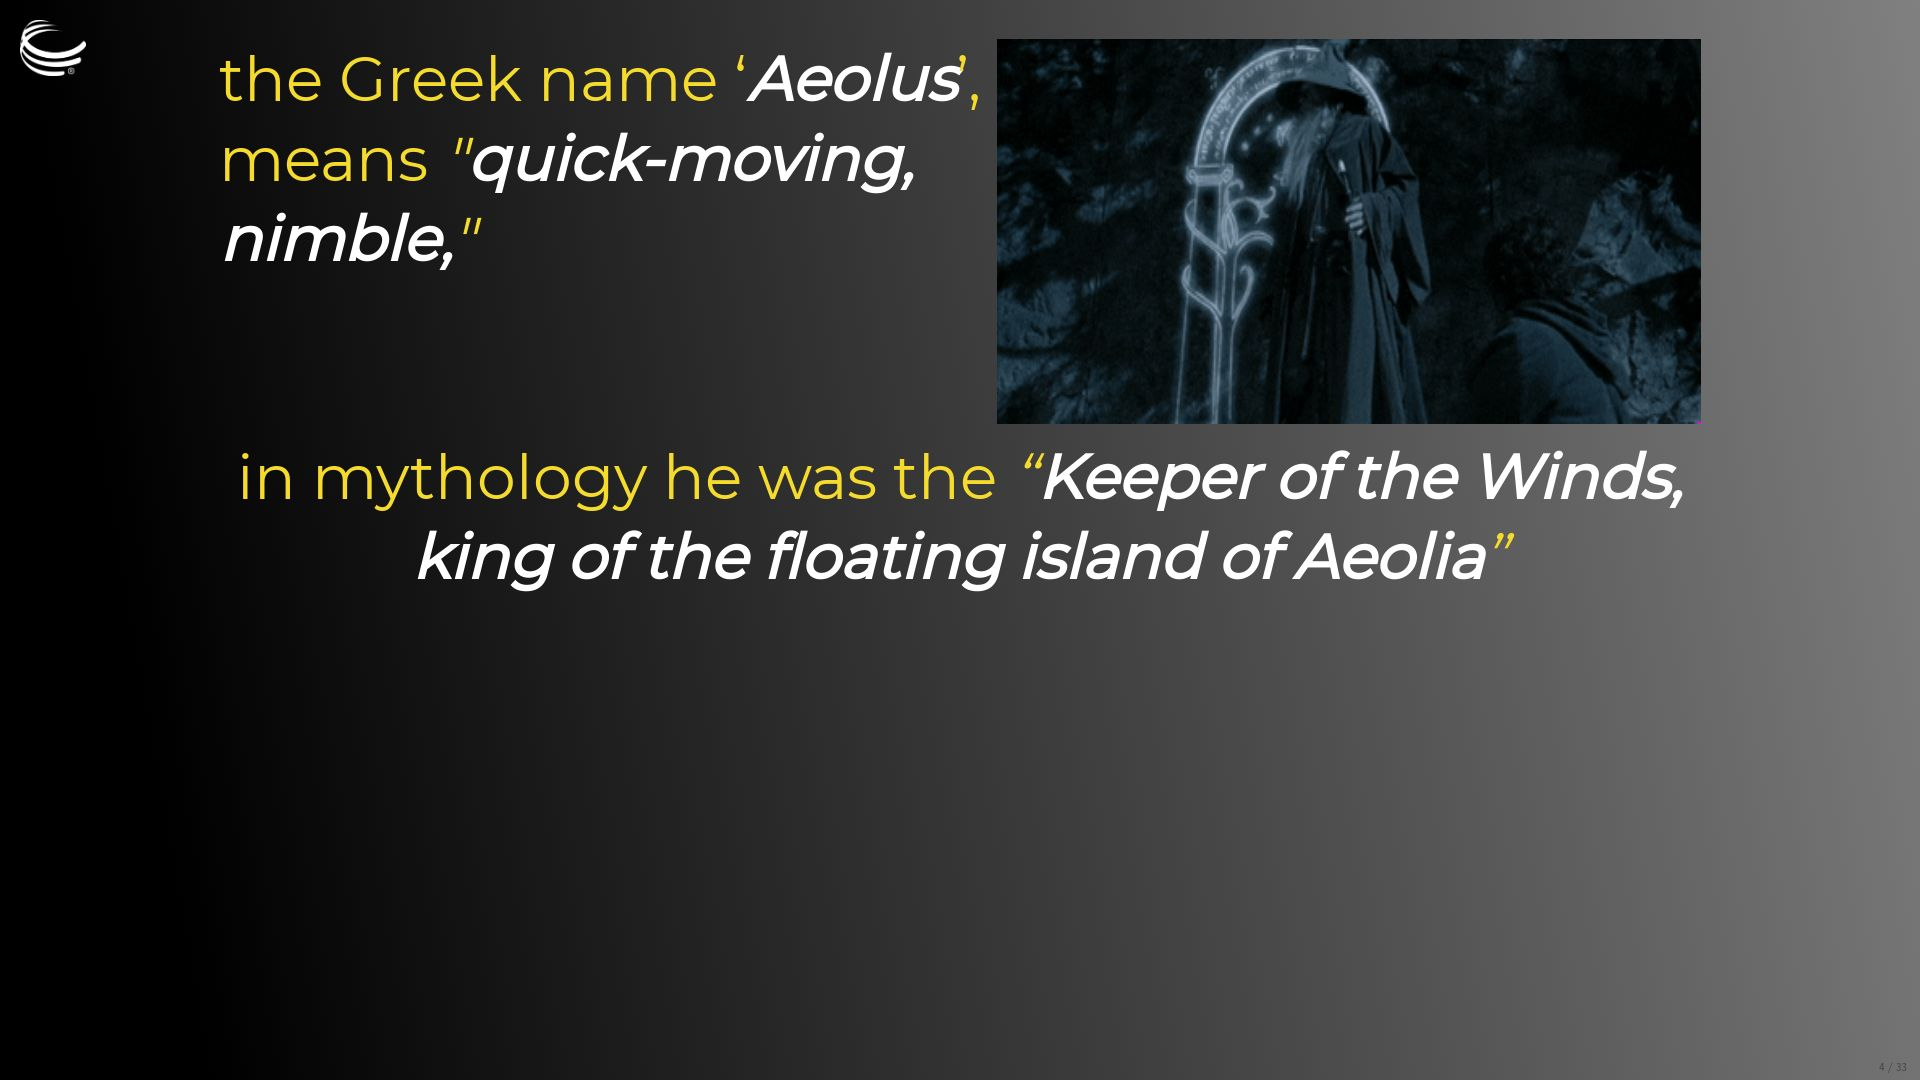 the Greek name ‘Aeolus’,
means "quick-moving,
nimble,"
in mythology he was the “Keeper of the Winds,
king of the floating island of Aeolia”
4 / 33